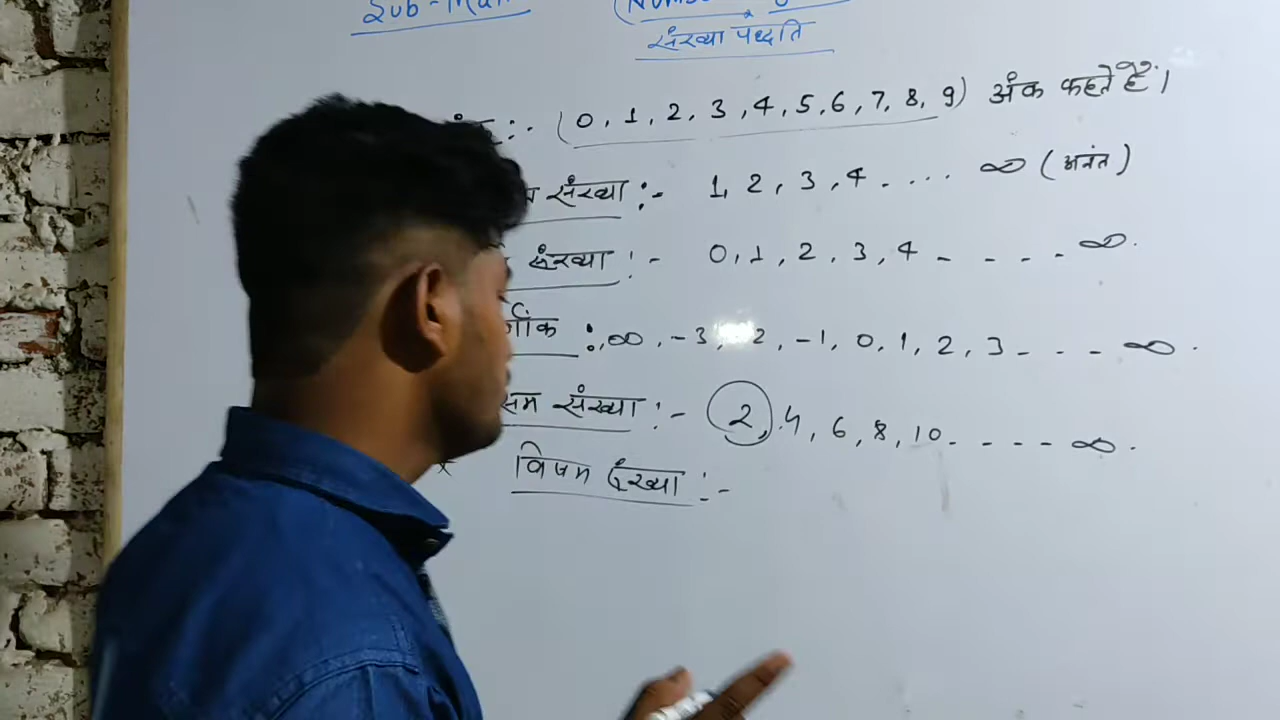 Sub-Math
(Number
संख्या पद्धति
:- (0, 1, 2, 3, 4, 5, 6, 7, 8, 9) अंक कहते हैं।
संख्या :- 1, 2, 3, 4. ... ∞ (अनंत)
संख्या :- 0, 1, 2, 3, 4 - - - - ∞.
∞, -3, -2, -1, 0, 1, 2, 3 - - - ∞.
सम संख्या :- 2, 4, 6, 8, 10. - - - - ∞.
* विषम संख्या :-